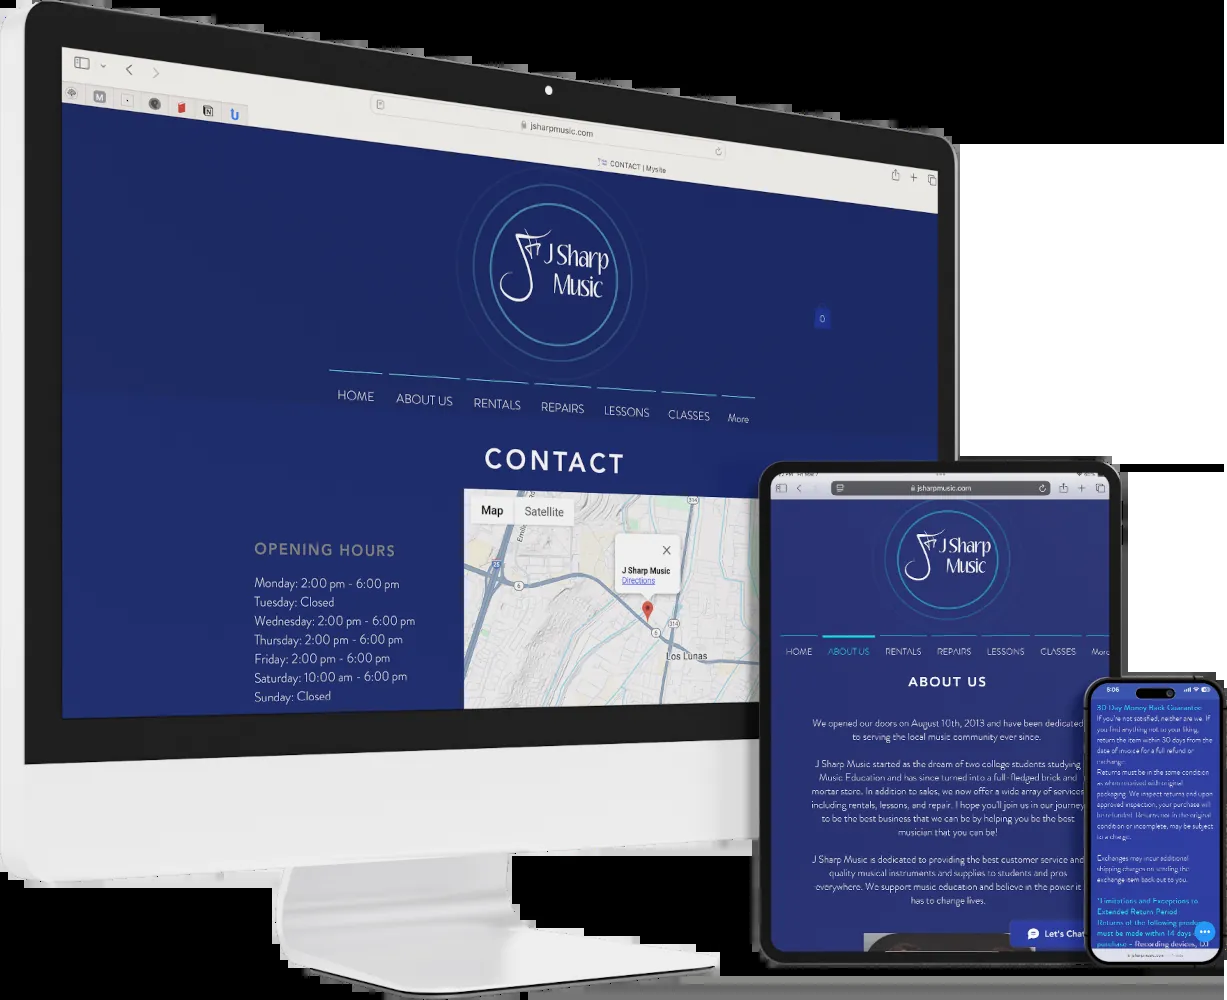 M
N
jsharpmusic.com
CONTACT | Mysite
J Sharp
Music
0
HOME
ABOUT US
RENTALS
REPAIRS
LESSONS
CLASSES
More
CONTACT
OPENING HOURS
Monday: 2:00 pm - 6:00 pm
Tuesday: Closed
Wednesday: 2:00 pm - 6:00 pm
Thursday: 2:00 pm - 6:00 pm
Friday: 2:00 pm - 6:00 pm
Saturday: 10:00 am - 6:00 pm
Sunday: Closed
Map
Satellite
314
25
6
J Sharp Music
Directions
314
6
Los Lunas
jsharpmusic.com
J Sharp
Music
HOME
ABOUT US
RENTALS
REPAIRS
LESSONS
CLASSES
More
ABOUT US
We opened our doors on August 10th, 2013 and have been dedicated
to serving the local music community ever since.
J Sharp Music started as the dream of two college students studying
Music Education and has since turned into a full-fledged brick and
mortar store. In addition to sales, we now offer a wide array of services
including rentals, lessons, and repair. I hope you'll join us in our journey
to be the best business that we can be by helping you be the best
musician that you can be!
J Sharp Music is dedicated to providing the best customer service and
quality musical instruments and supplies to students and pros
everywhere. We support music education and believe in the power it
has to change lives.
Let's Chat
8:06
30 Day Money Back Guarantee
If you're not satisfied, neither are we. If
you find anything not to your liking,
return the item within 30 days from the
date of invoice for a full refund or
exchange.
Returns must be in the same condition
as when received with original
packaging. We inspect returns and upon
approved inspection, your purchase will
be refunded. Returns not in the original
condition or incomplete, may be subject
to a charge.
Exchanges may incur additional
shipping charges on sending the
exchange item back out to you.
*Limitations and Exceptions to
Extended Return Period
Returns of the following
must be made within 14 days
purchase - Recording devices, DJ